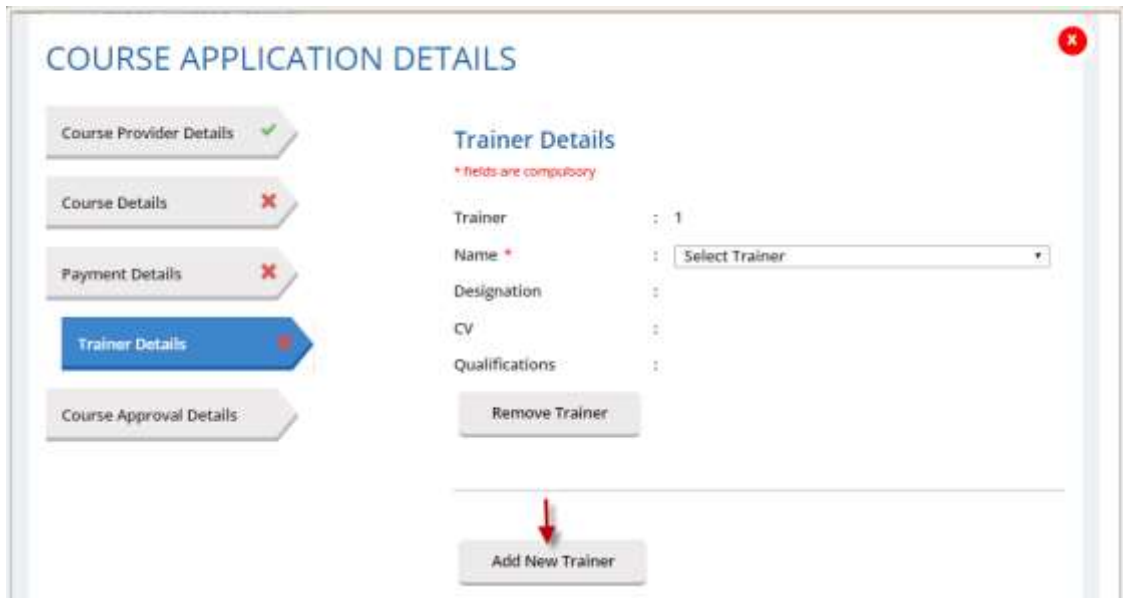 COURSE APPLICATION DETAILS
x
Course Provider Details
Course Details
Payment Details
Trainer Details
Course Approval Details
Trainer Details
* fields are compulsory
Trainer : 1
Name * : Select Trainer
Designation :
CV :
Qualifications :
Remove Trainer
Add New Trainer